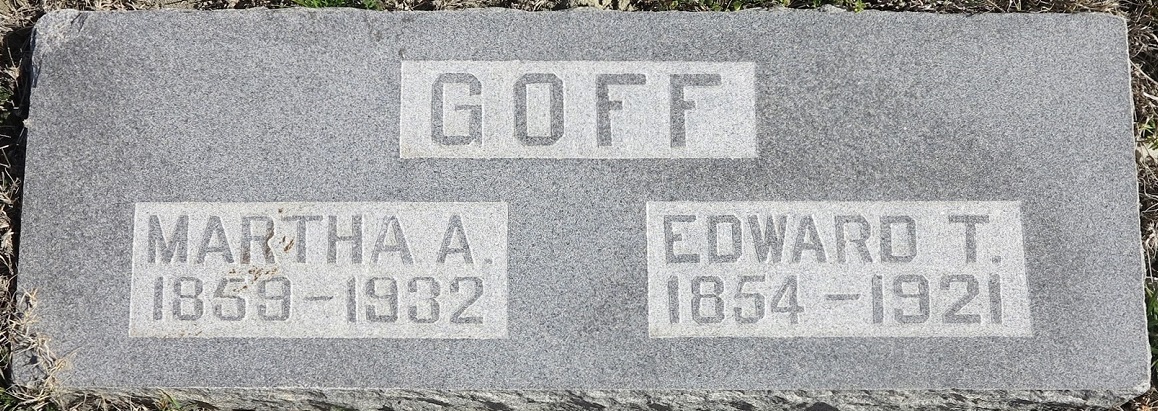 GOFF
MARTHA A.
1859-1932
EDWARD T.
1854-1921